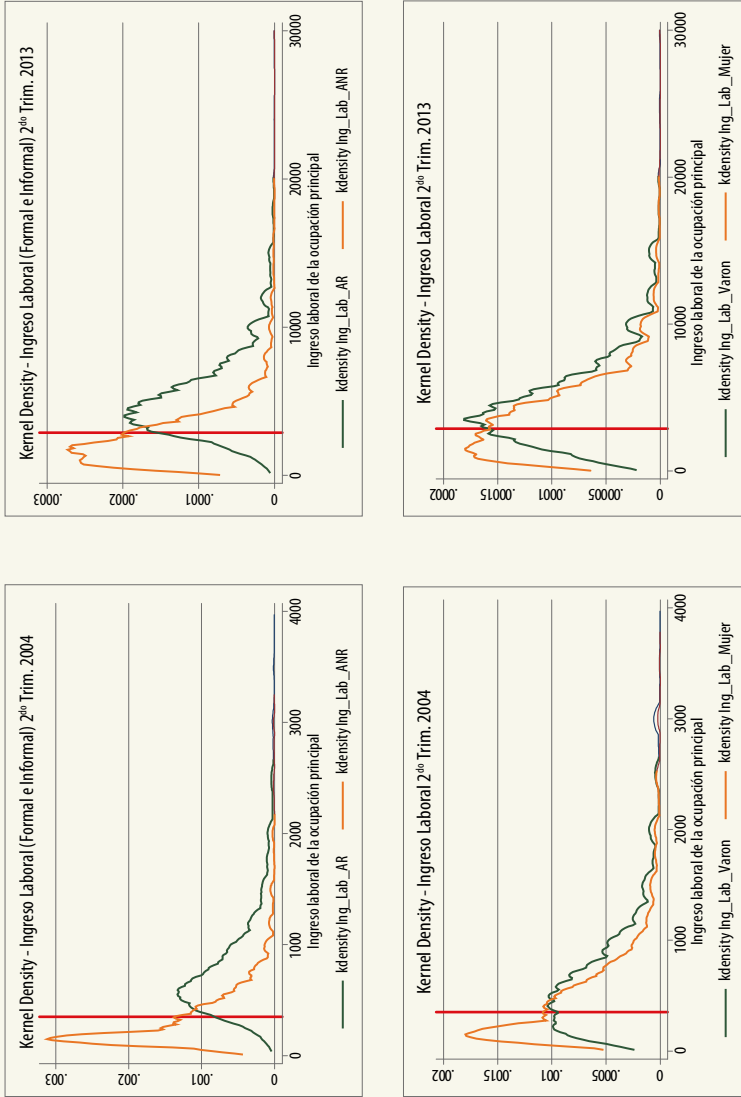 Kernel Density - Ingreso Laboral (Formal e Informal) 2do Trim. 2004
.003
.002
.001
0
0 1000 2000 3000 4000
Ingreso laboral de la ocupación principal
kdensity Ing_Lab_AR kdensity Ing_Lab_ANR
Kernel Density - Ingreso Laboral (Formal e Informal) 2do Trim. 2013
.0003
.0002
.0001
0
0 10000 20000 30000
Ingreso laboral de la ocupación principal
kdensity Ing_Lab_AR kdensity Ing_Lab_ANR
Kernel Density - Ingreso Laboral 2do Trim. 2004
.002
.0015
.001
.0005
0
0 1000 2000 3000 4000
Ingreso laboral de la ocupación principal
kdensity Ing_Lab_Varon kdensity Ing_Lab_Mujer
Kernel Density - Ingreso Laboral 2do Trim. 2013
.0002
.00015
.0001
.00005
0
0 10000 20000 30000
Ingreso laboral de la ocupación principal
kdensity Ing_Lab_Varon kdensity Ing_Lab_Mujer